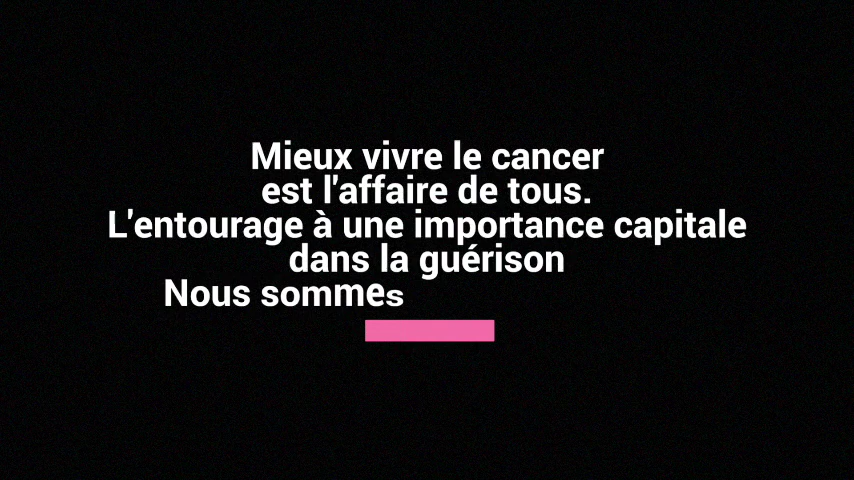 Mieux vivre le cancer
est l'affaire de tous.
L'entourage à une importance capitale
dans la guérison
Nous sommes